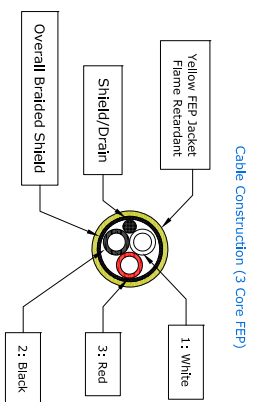 Cable Construction (3 Core FEP)
Yellow FEP Jacket
Flame Retardant
Shield/Drain
Overall Braided Shield
1: White
3: Red
2: Black